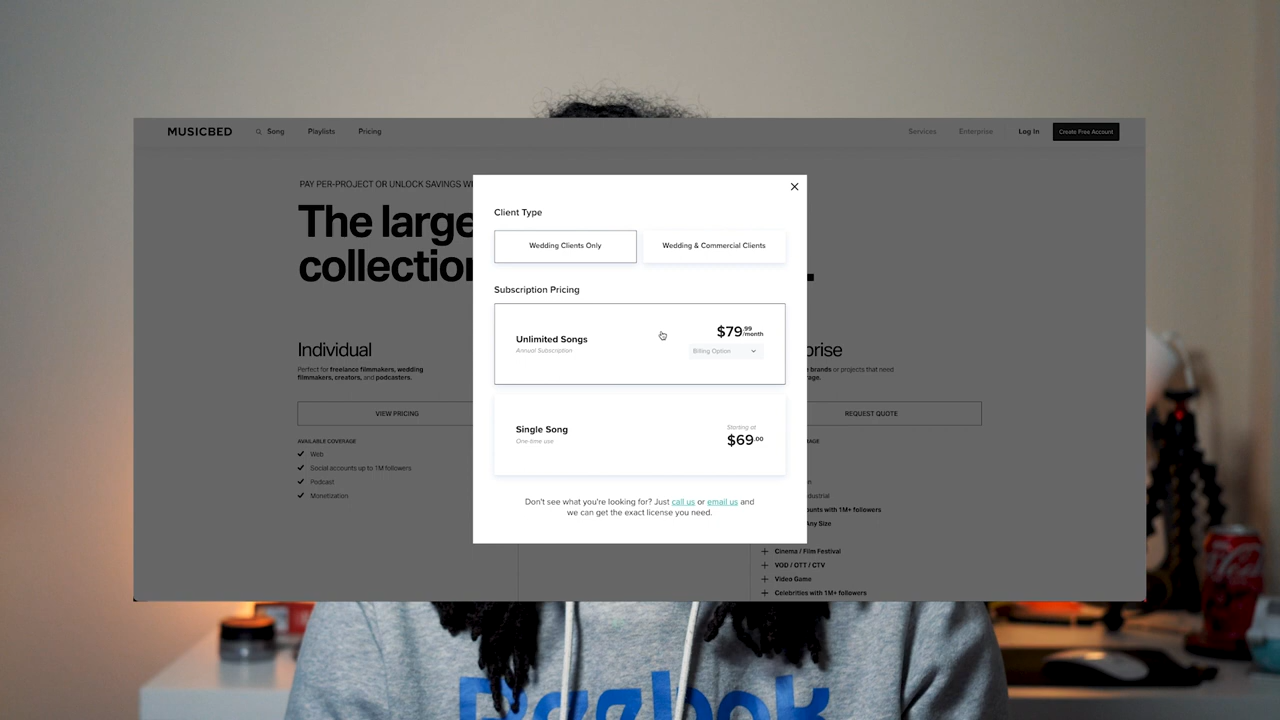 MUSICBED
Song
Playlists
Pricing
Services
Enterprise
Log In
Create Free Account
PAY PER-PROJECT OR UNLOCK SAVINGS W
The large
collection
Client Type
Wedding Clients Only
Wedding & Commercial Clients
Subscription Pricing
Unlimited Songs
Annual Subscription
$79.99/month
Billing Option
Single Song
One-time use
Starting at
$69.00
Don't see what you're looking for? Just call us or email us and
we can get the exact license you need.
Individual
Perfect for freelance filmmakers, wedding
filmmakers, creators, and podcasters.
VIEW PRICING
AVAILABLE COVERAGE
Web
Social accounts up to 1M followers
Podcast
Monetization
prise
brands or projects that need
REQUEST QUOTE
with 1M+ followers
Any Size
Cinema / Film Festival
VOD / OTT / CTV
Video Game
Celebrities with 1M+ followers
Reebok